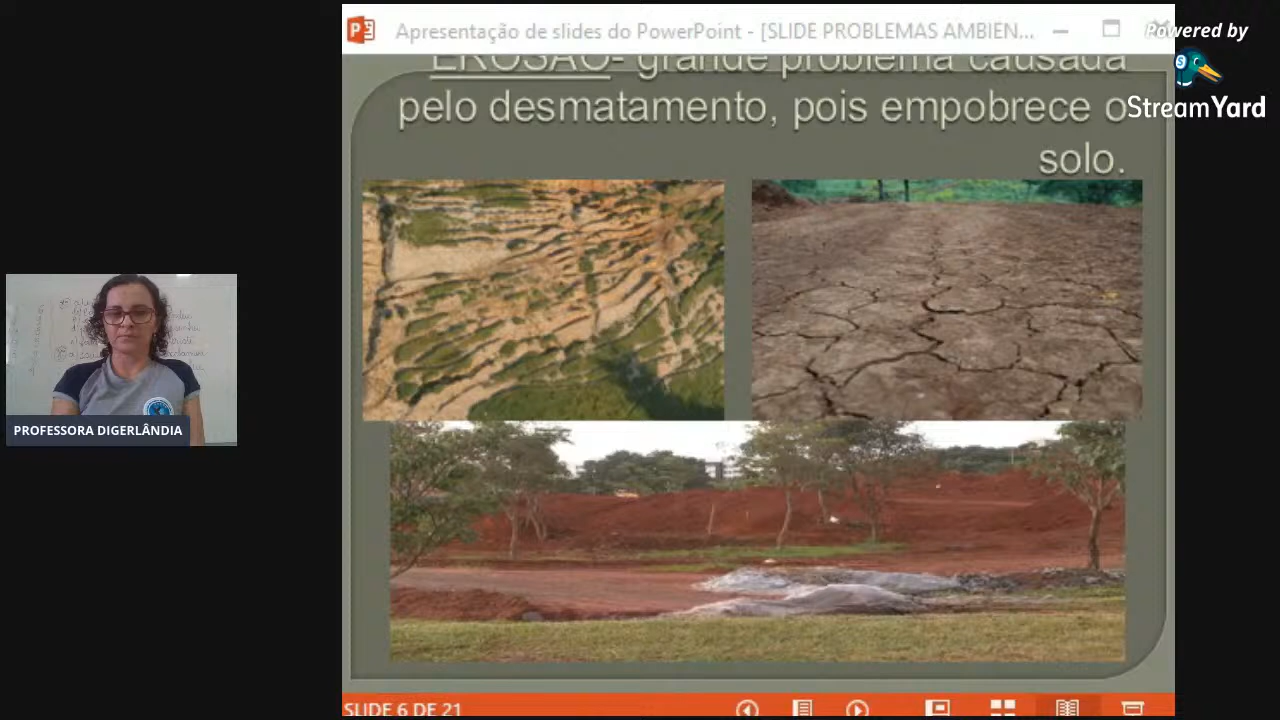 Apresentação de slides do PowerPoint - [SLIDE PROBLEMAS AMBIEN...
Powered by
StreamYard
EROSÃO- grande problema causada
pelo desmatamento, pois empobrece o
solo.
PROFESSORA DIGERLÂNDIA
SLIDE 6 DE 21